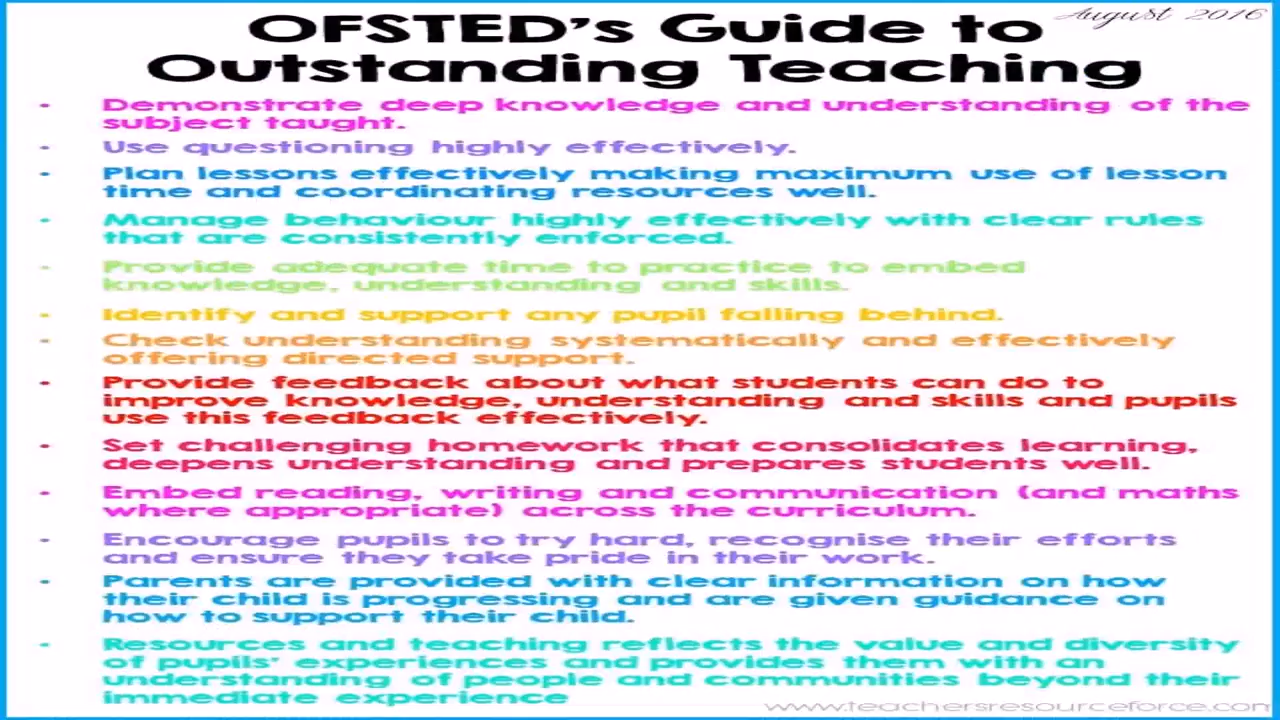 August 2016
OFSTED's Guide to
Outstanding Teaching
• Demonstrate deep knowledge and understanding of the
subject taught.
• Use questioning highly effectively.
• Plan lessons effectively making maximum use of lesson
time and coordinating resources well.
• Manage behaviour highly effectively with clear rules
that are consistently enforced.
• Provide adequate time to practice to embed
knowledge, understanding and skills.
• Identify and support any pupil falling behind.
• Check understanding systematically and effectively
offering directed support.
• Provide feedback about what students can do to
improve knowledge, understanding and skills and pupils
use this feedback effectively.
• Set challenging homework that consolidates learning,
deepens understanding and prepares students well.
• Embed reading, writing and communication (and maths
where appropriate) across the curriculum.
• Encourage pupils to try hard, recognise their efforts
and ensure they take pride in their work.
• Parents are provided with clear information on how
their child is progressing and are given guidance on
how to support their child.
• Resources and teaching reflects the value and diversity
of pupils' experiences and provides them with an
understanding of people and communities beyond their
immediate experience
www.teachersresourceforce.com